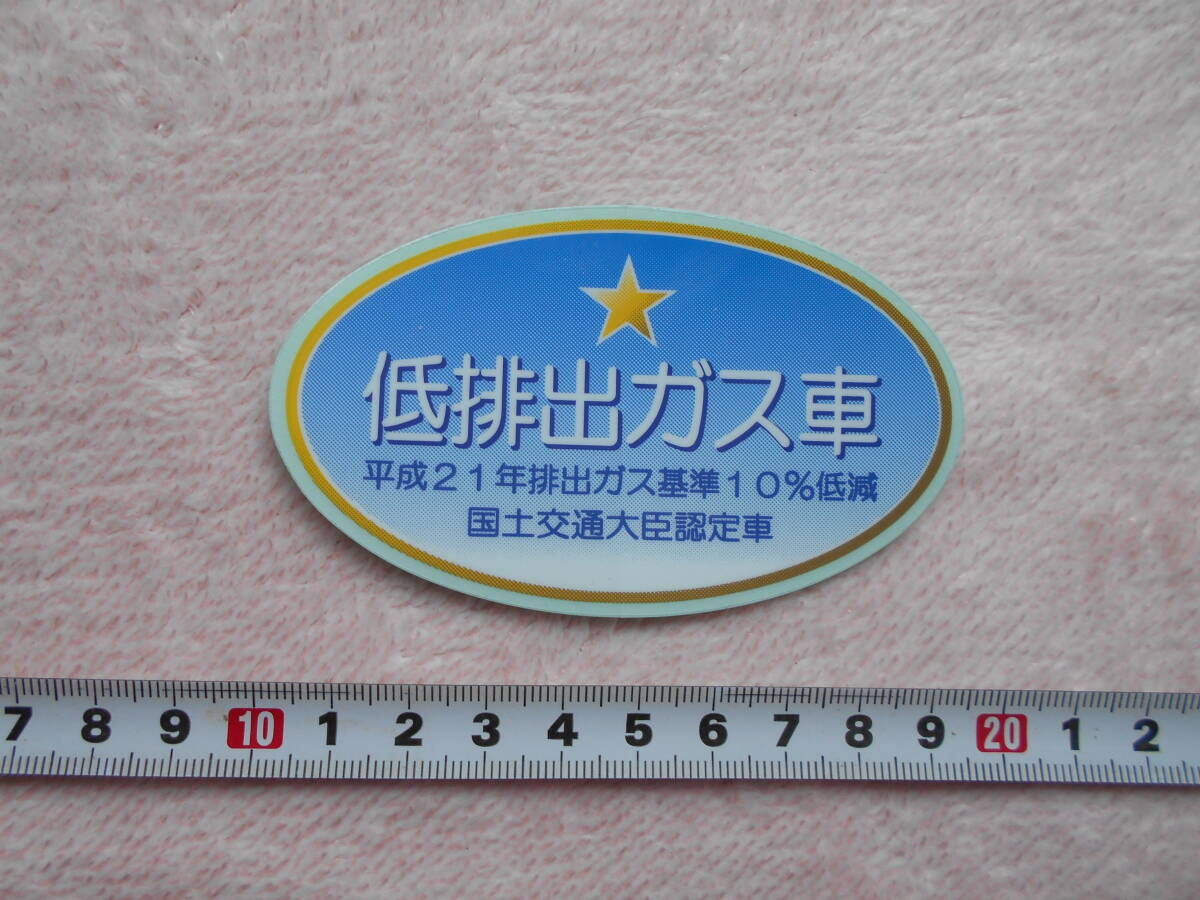 低排出ガス車
平成21年排出ガス基準10%低減
国土交通大臣認定車
7 8 9 10 1 2 3 4 5 6 7 8 9 20 1 2